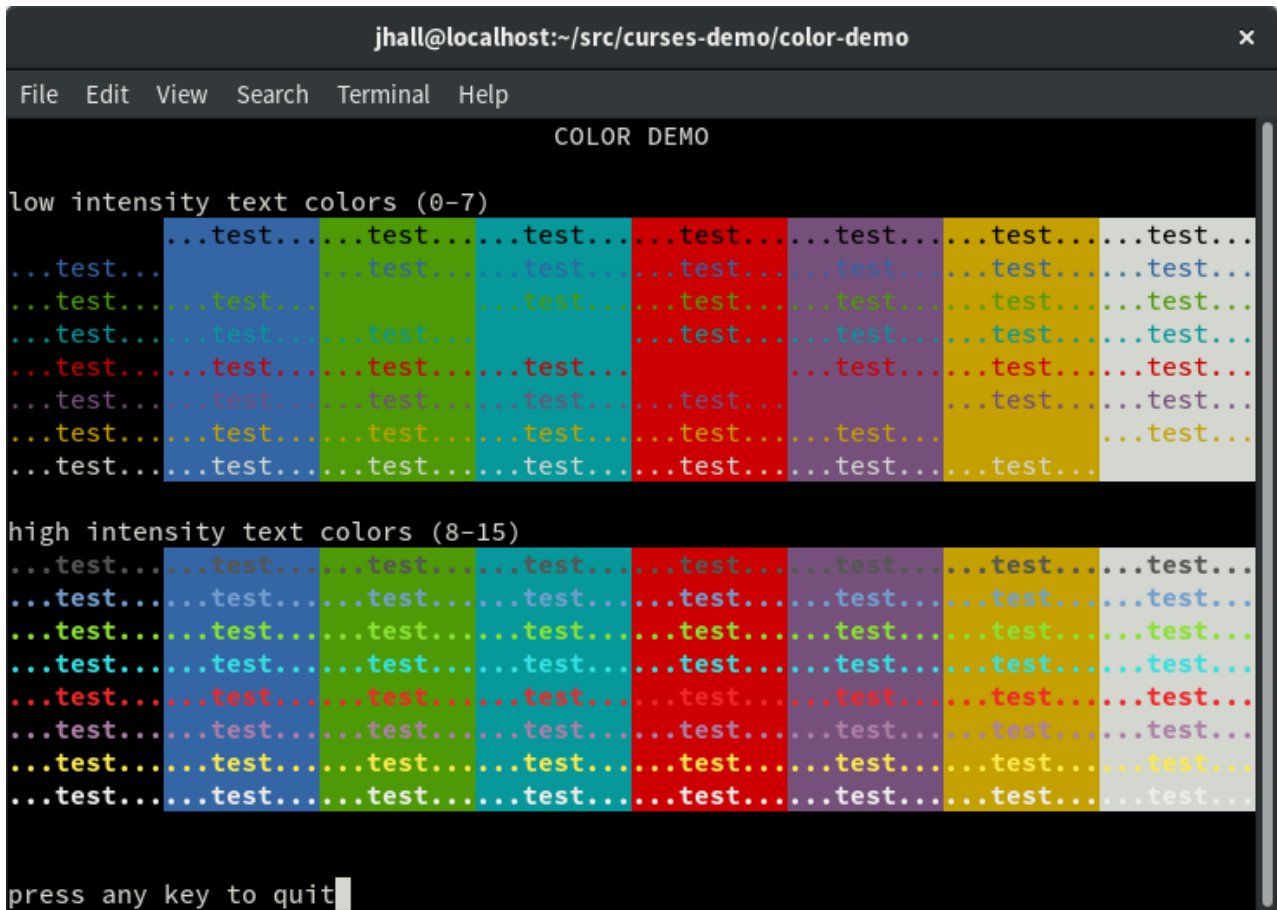 jhall@localhost:~/src/curses-demo/color-demo ×
File Edit View Search Terminal Help
COLOR DEMO
low intensity text colors (0-7)
...test......test......test......test......test......test......test...
...test... ...test......test......test......test......test......test...
...test......test... ...test......test......test......test......test...
...test......test......test... ...test......test......test......test...
...test......test......test......test... ...test......test......test...
...test......test......test......test......test... ...test......test...
...test......test......test......test......test......test... ...test...
...test......test......test......test......test......test......test...
high intensity text colors (8-15)
...test......test......test......test......test......test......test......test...
...test......test......test......test......test......test......test......test...
...test......test......test......test......test......test......test......test...
...test......test......test......test......test......test......test......test...
...test......test......test......test......test......test......test......test...
...test......test......test......test......test......test......test......test...
...test......test......test......test......test......test......test......test...
...test......test......test......test......test......test......test......test...
press any key to quit